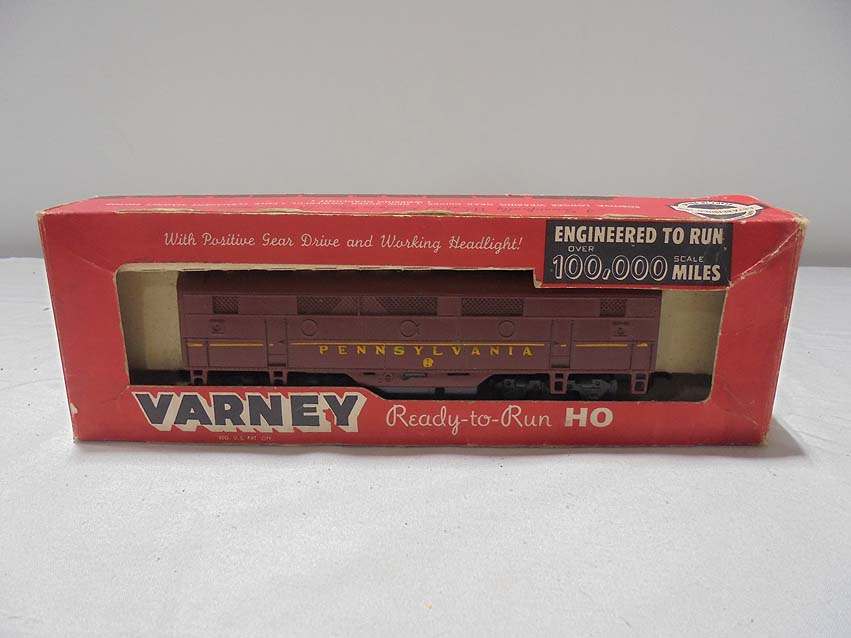 With Positive Gear Drive and Working Headlight!
ENGINEERED TO RUN
OVER
100,000 SCALE MILES
PENNSYLVANIA
VARNEY
REG. U.S. PAT. OFF.
Ready-to-Run HO